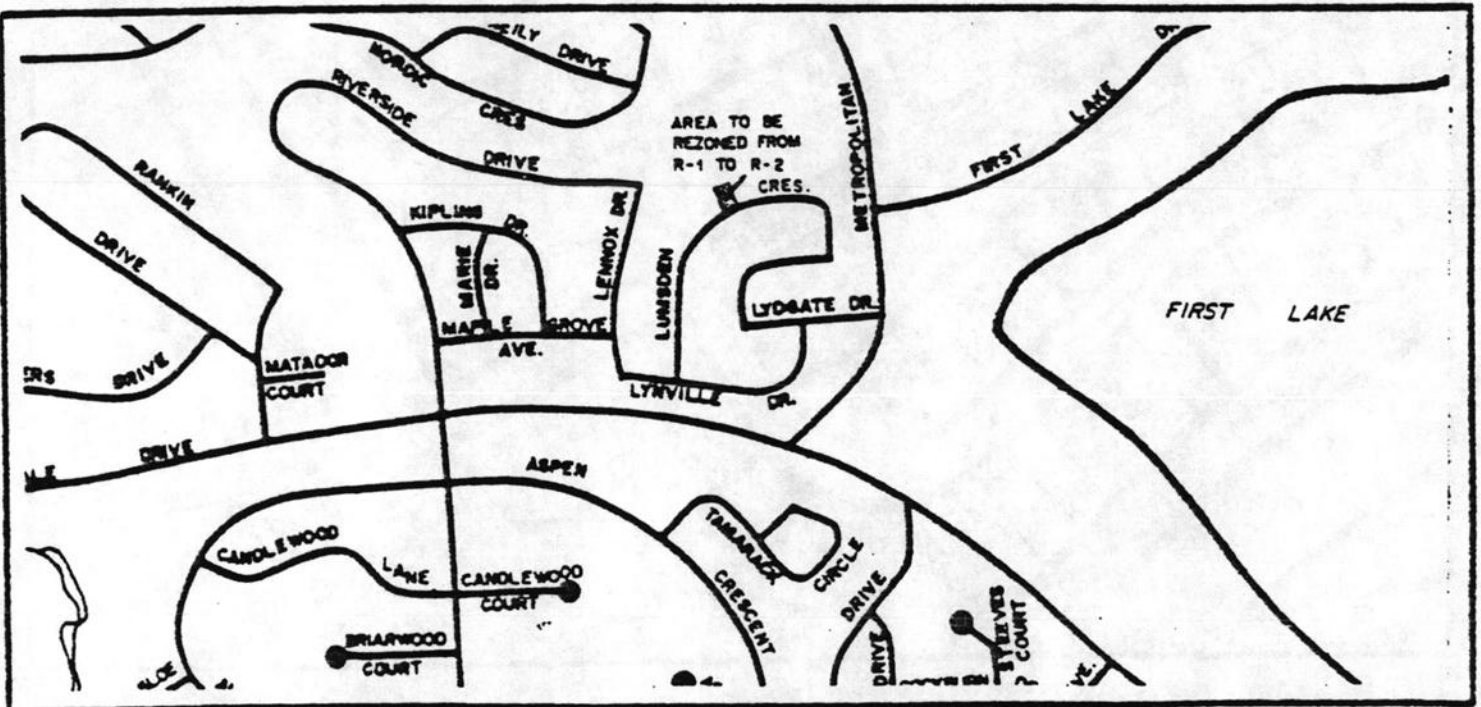 DRIVE
NORDIC
CRES
RIVERSIDE
DRIVE
AREA TO BE
REZONED FROM
R-1 TO R-2
CRES.
METROPOLITAN
FIRST
LAKE
RANKIN
DRIVE
KIPLING
DR.
MARIE
DR.
LENNOX DR.
LUMSDEN
LYDGATE DR.
FIRST LAKE
MAPLE GROVE
AVE.
MATADOR
COURT
DRIVE
LYNVILLE DR.
DRIVE
ASPEN
CANDLEWOOD
LANE
CANDLEWOOD
COURT
TAMARACK
CRESCENT
CIRCLE
DRIVE
BRIARWOOD
COURT
DRIVE
STEEVES
COURT